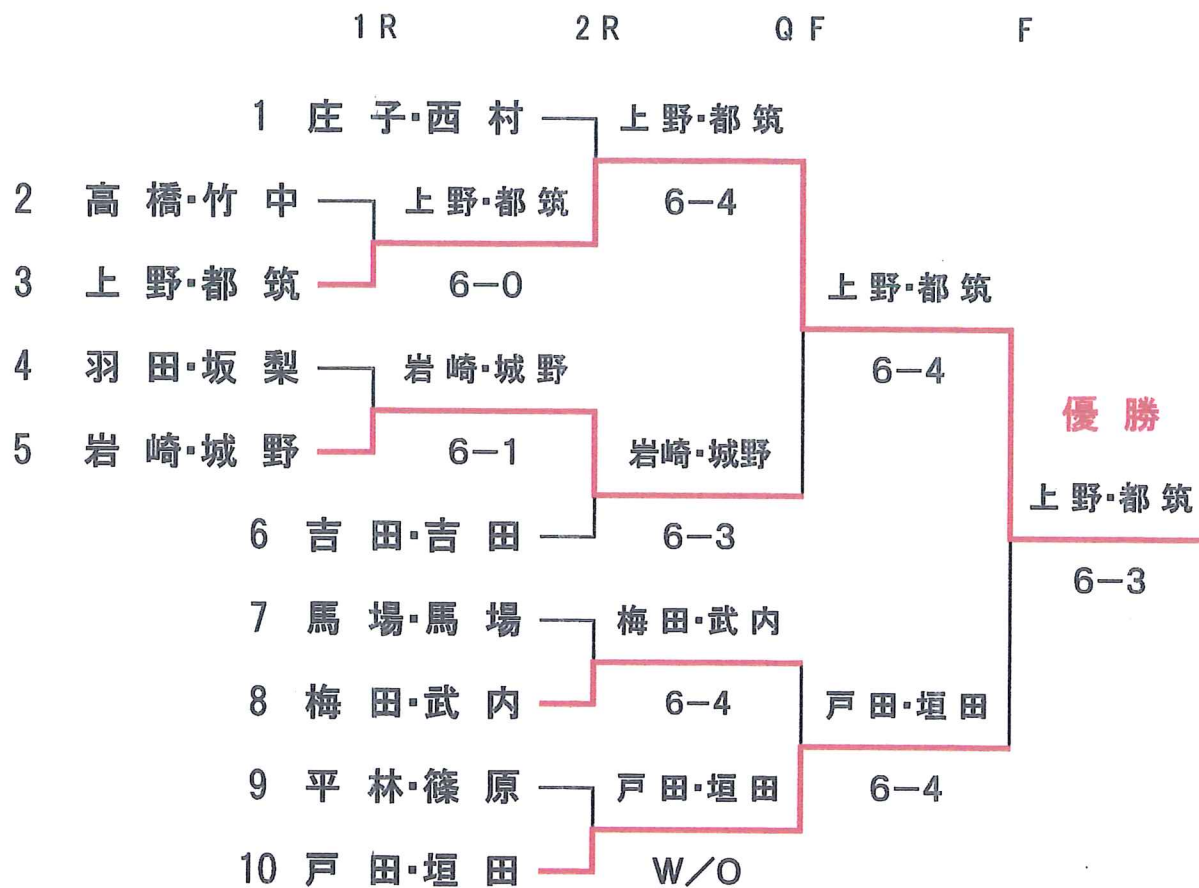 1R 2R QF F
1 庄子・西村 上野・都筑
2 高橋・竹中 上野・都筑 6-4
3 上野・都筑 6-0 上野・都筑
4 羽田・坂梨 岩崎・城野 6-4
優勝
5 岩崎・城野 6-1 岩崎・城野
上野・都筑
6 吉田・吉田 6-3
6-3
7 馬場・馬場 梅田・武内
8 梅田・武内 6-4 戸田・垣田
9 平林・篠原 戸田・垣田 6-4
10 戸田・垣田 W/O